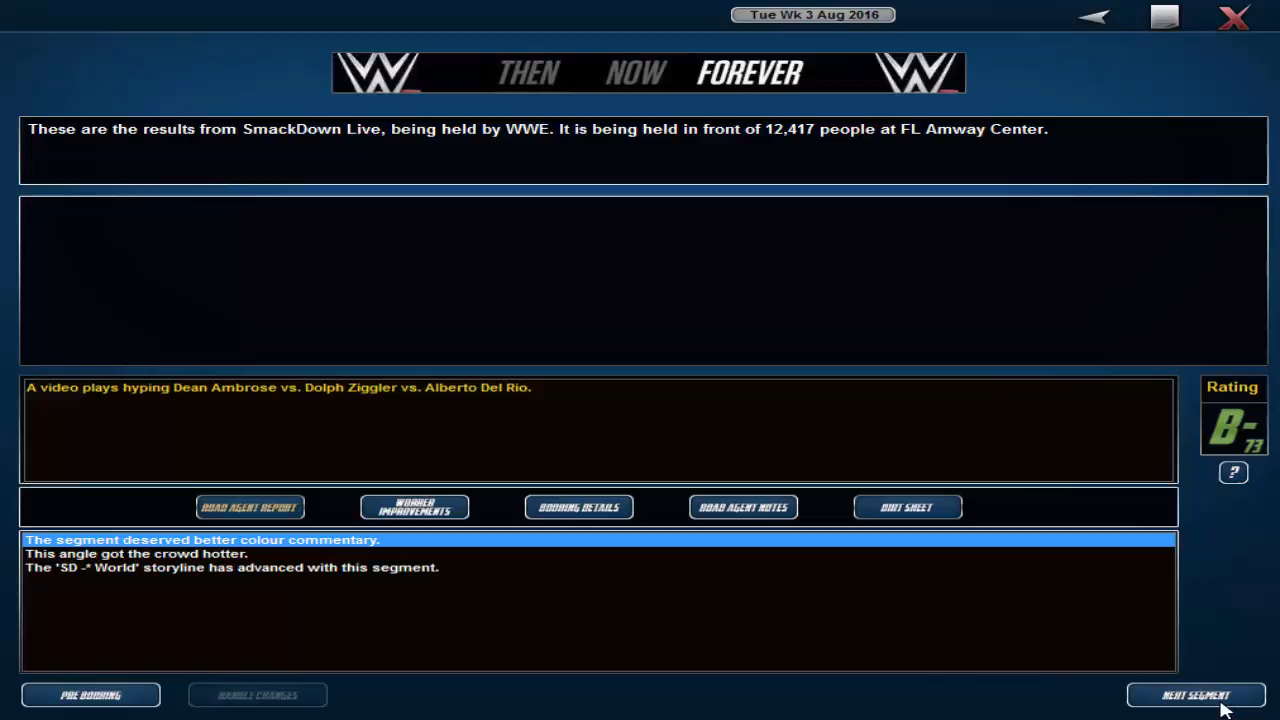 Tue Wk 3 Aug 2016
W THEN NOW FOREVER W
These are the results from SmackDown Live, being held by WWE. It is being held in front of 12,417 people at FL Amway Center.
A video plays hyping Dean Ambrose vs. Dolph Ziggler vs. Alberto Del Rio.
Rating
B-
73
?
ROAD AGENT REPORT
WORKER IMPROVEMENTS
BOOKING DETAILS
ROAD AGENT NOTES
DIRT SHEET
The segment deserved better colour commentary.
This angle got the crowd hotter.
The 'SD -* World' storyline has advanced with this segment.
PRE BOOKING
HANDLE CHANGES
NEXT SEGMENT